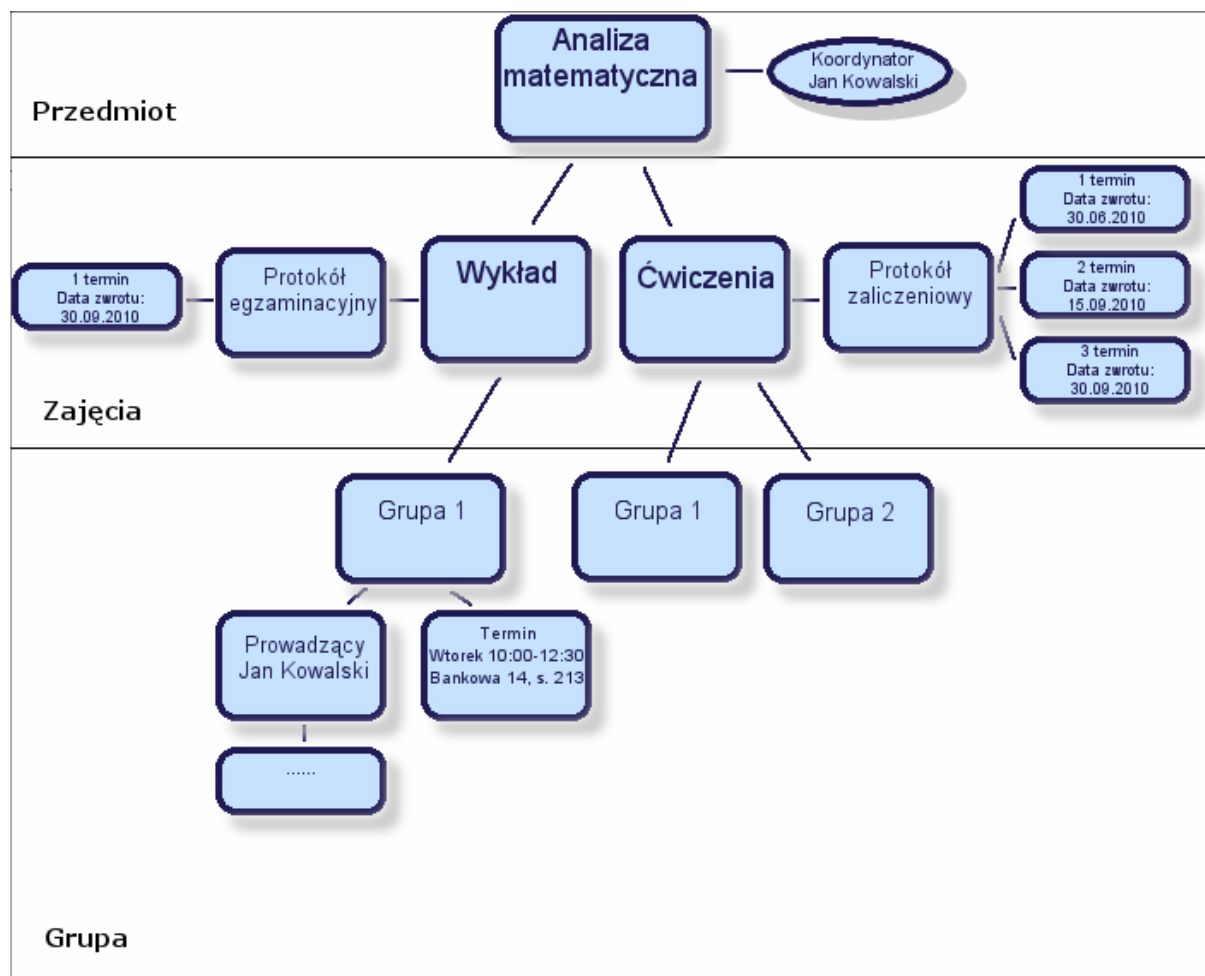 Analiza
matematyczna
Koordynator
Jan Kowalski
Przedmiot
1 termin
Data zwrotu:
30.09.2010
Protokół
egzaminacyjny
Wykład
Ćwiczenia
Protokół
zaliczeniowy
1 termin
Data zwrotu:
30.06.2010
2 termin
Data zwrotu:
15.09.2010
3 termin
Data zwrotu:
30.09.2010
Zajęcia
Grupa 1
Grupa 1
Grupa 2
Prowadzący
Jan Kowalski
Termin
Wtorek 10:00-12:30
Bankowa 14, s. 213
......
Grupa